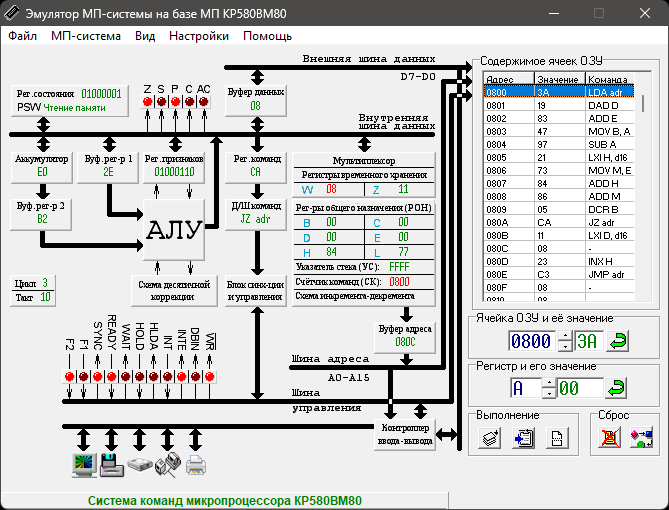 Эмулятор МП-системы на базе МП КР580ВМ80
Файл МП-система Вид Настройки Помощь
Внешняя шина данных
D7-D0
Рег.состояния 01000001
PSW Чтение памяти
Z S P C AC
Буфер данных
08
Внутренняя
шина данных
Аккумулятор
E0
Буф.рег-р 1
2E
Рег.признаков
01000110
Рег.команд
CA
Мультиплексор
Регистры временного хранения
W 08 Z 11
Буф.рег-р 2
B2
АЛУ
Д/Ш команд
JZ adr
Рег-ры общего назначения (РОН)
B 00 C 00
D 00 E 00
H 84 L 77
Указатель стека (УС): FFFF
Счётчик команд (СК): 0800
Схема инкремента-декремента
Цикл 3
Такт 10
Схема десятичной
коррекции
Блок синх-ции
и управления
Буфер адреса
080C
F2 F1 SYNC READY WAIT HOLD HLDA INT INTE DBIN WR
Шина адреса
A0-A15
Шина
управления
Контроллер
ввода-вывода
Содержимое ячеек ОЗУ
Адрес Значение Команда
0800 3A LDA adr
0801 19 DAD D
0802 83 ADD E
0803 47 MOV B, A
0804 97 SUB A
0805 21 LXI H, d16
0806 73 MOV M, E
0807 84 ADD H
0808 86 ADD M
0809 05 DCR B
080A CA JZ adr
080B 11 LXI D, d16
080C 08 -
080D 23 INX H
080E C3 JMP adr
080F 08 -
0810 08 -
Ячейка ОЗУ и её значение
0800 3A
Регистр и его значение
A 00
Выполнение
Сброс
Система команд микропроцессора КР580ВМ80